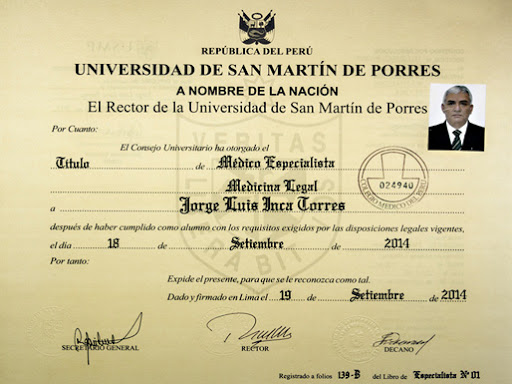 REPÚBLICA DEL PERÚ
UNIVERSIDAD DE SAN MARTÍN DE PORRES
A NOMBRE DE LA NACIÓN
El Rector de la Universidad de San Martín de Porres
Por Cuanto:
El Consejo Universitario ha otorgado el
Título de Médico Especialista
Medicina Legal
a Jorge Luis Inca Torres
después de haber cumplido como alumno con los requisitos exigidos por las disposiciones legales vigentes,
el día 18 de Setiembre de 2014
Por tanto:
Expide el presente, para que se le reconozca como tal.
Dado y firmado en Lima el 19 de Setiembre de 2014
SECRETARIO GENERAL
RECTOR
DECANO
Registrado a folios 139-B del Libro de Especialista Nº 01
VERITAS
COLEGIO MEDICO DEL PERU
024940